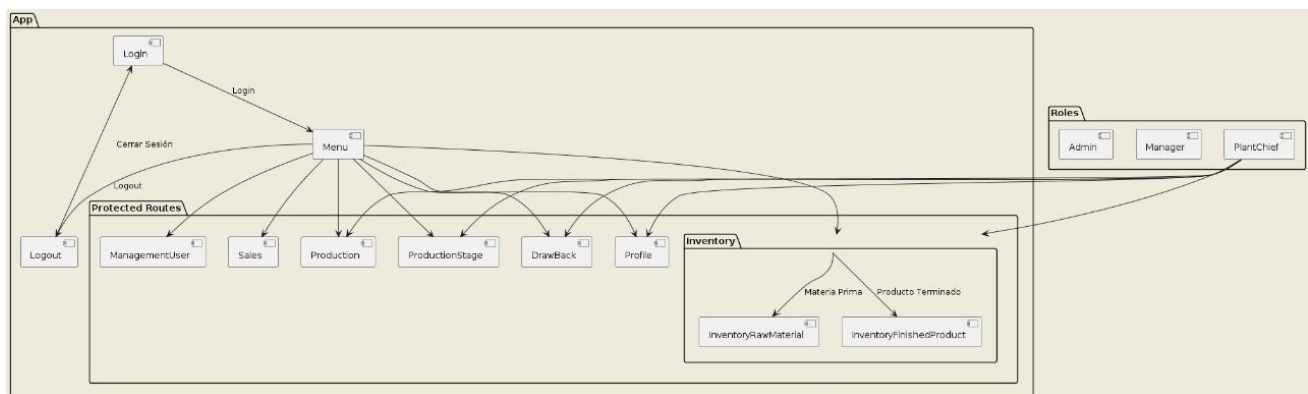 App
Login
Login
Roles
Admin
Manager
PlantChief
Menu
Cerrar Sesión
Logout
Protected Routes
Logout
ManagementUser
Sales
Production
ProductionStage
DrawBack
Profile
Inventory
Materia Prima
Producto Terminado
InventoryRawMaterial
InventoryFinishedProduct